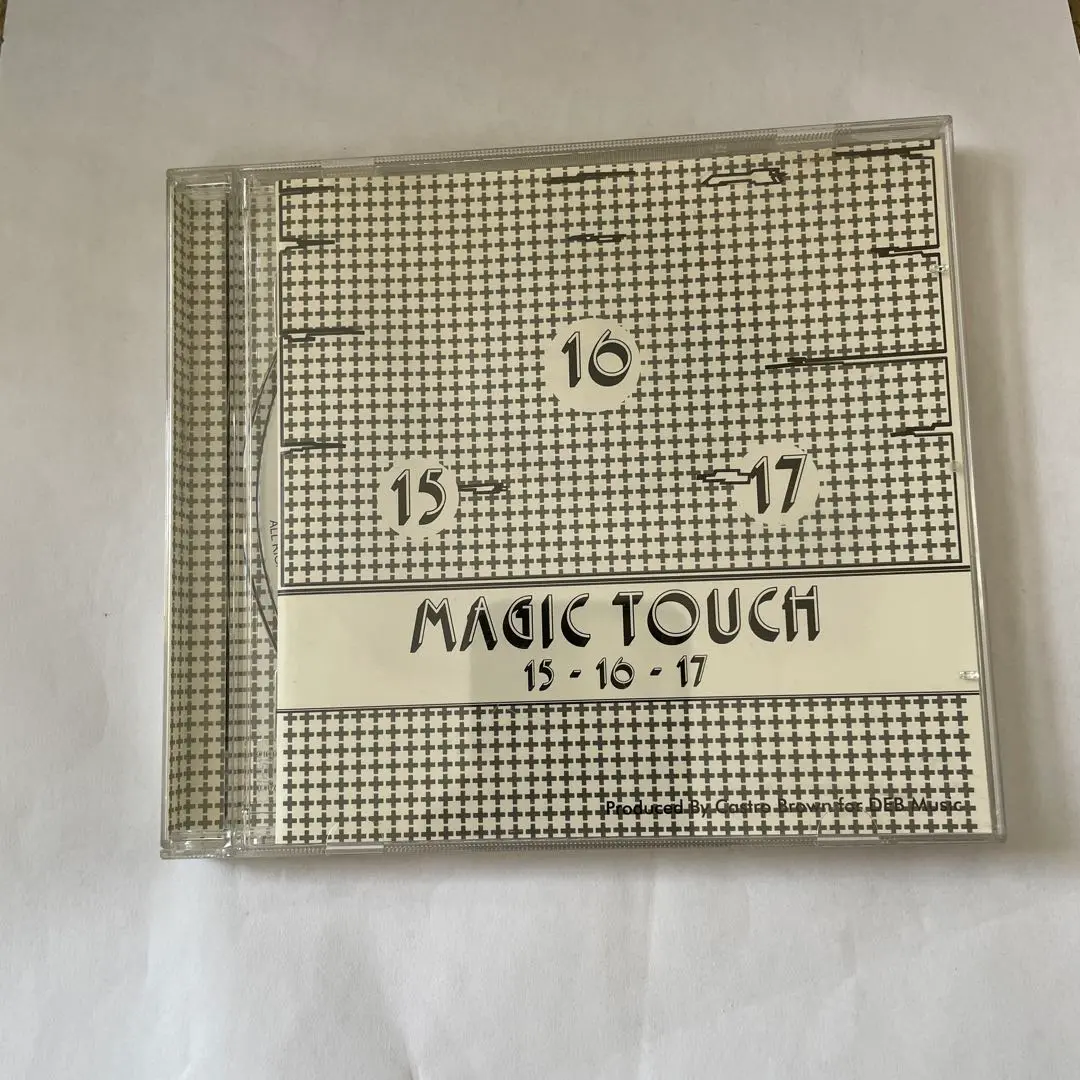 16
15
17
MAGIC TOUCH
15 - 16 - 17
Produced By Castro Brown for DEB Music